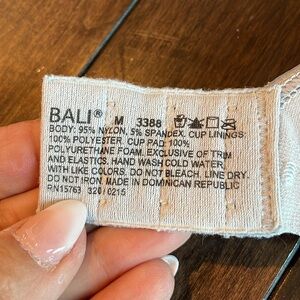 BALI® M 3388
BODY: 95% NYLON, 5% SPANDEX. CUP LININGS:
100% POLYESTER. CUP PAD: 100%
POLYURETHANE FOAM. EXCLUSIVE OF TRIM
AND ELASTICS. HAND WASH COLD WATER,
WITH LIKE COLORS. DO NOT BLEACH. LINE DRY.
DO NOT IRON. MADE IN DOMINICAN REPUBLIC
RN15763 320/0215